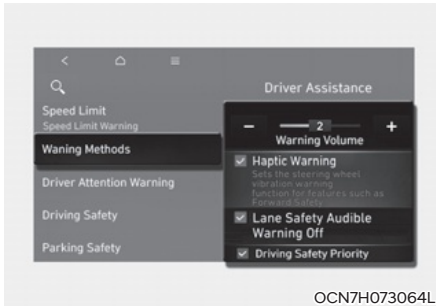 Driver Assistance
Speed Limit
Speed Limit Warning
Waning Methods
Driver Attention Warning
Driving Safety
Parking Safety
− 2 +
Warning Volume
Haptic Warning
Sets the steering wheel
vibration warning
function for features such as
Forward Safety
Lane Safety Audible
Warning Off
Driving Safety Priority
OCN7H073064L